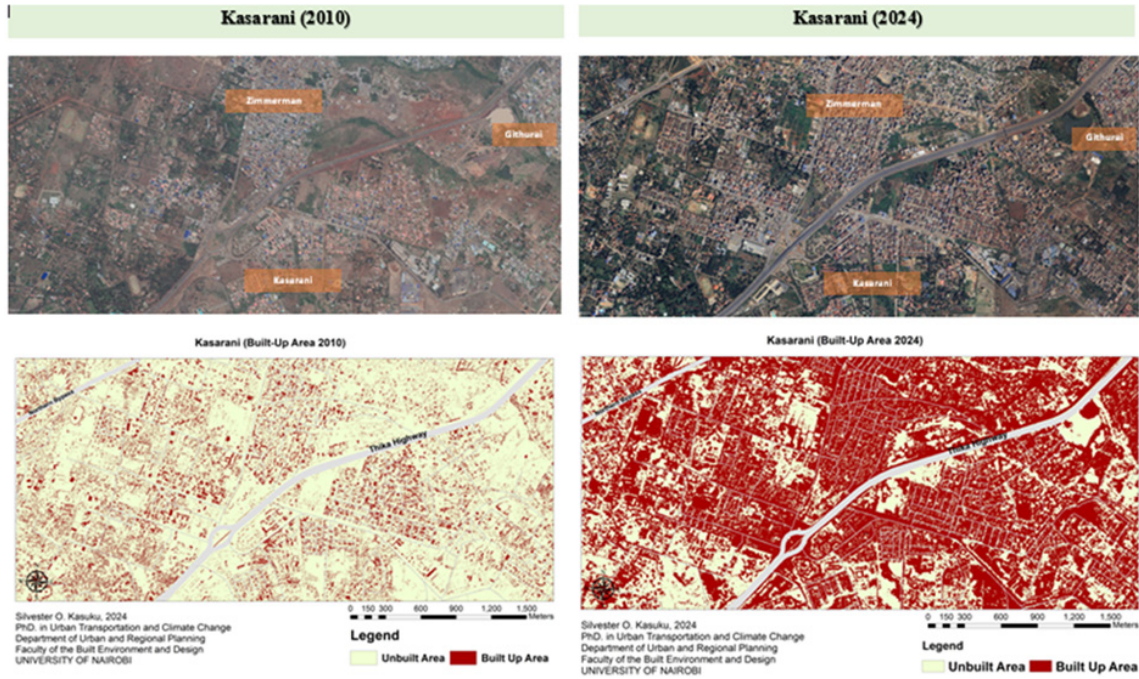 Kasarani (2010)
Kasarani (2024)
Zimmerman
Githurai
Kasarani
Zimmerman
Githurai
Kasarani
Kasarani (Built-Up Area 2010)
Kasarani (Built-Up Area 2024)
Thika Highway
Thika Highway
Silvester O. Kasuku, 2024
PhD. in Urban Transportation and Climate Change
Department of Urban and Regional Planning
Faculty of the Built Environment and Design
UNIVERSITY OF NAIROBI
0 150 300 600 900 1,200 1,500
Meters
Legend
Unbuilt Area Built Up Area
Silvester O. Kasuku, 2024
PhD. in Urban Transportation and Climate Change
Department of Urban and Regional Planning
Faculty of the Built Environment and Design
UNIVERSITY OF NAIROBI
0 150 300 600 900 1,200 1,500
Meters
Legend
Unbuilt Area Built Up Area